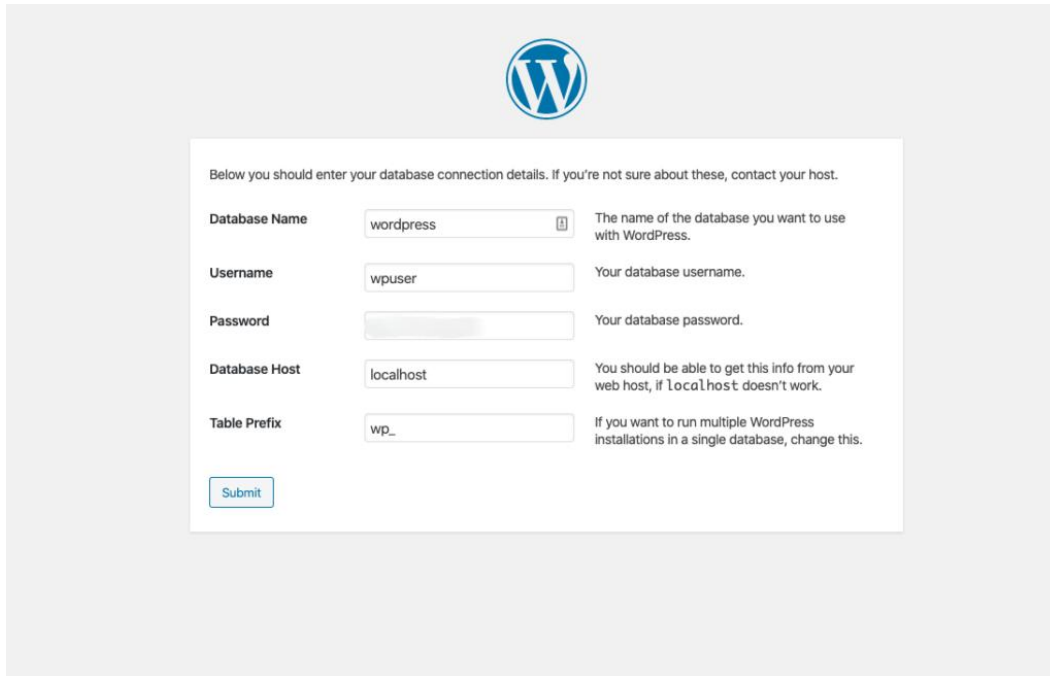 Below you should enter your database connection details. If you're not sure about these, contact your host.
Database Name
wordpress
The name of the database you want to use
with WordPress.
Username
wpuser
Your database username.
Password
Your database password.
Database Host
localhost
You should be able to get this info from your
web host, if localhost doesn't work.
Table Prefix
wp_
If you want to run multiple WordPress
installations in a single database, change this.
Submit